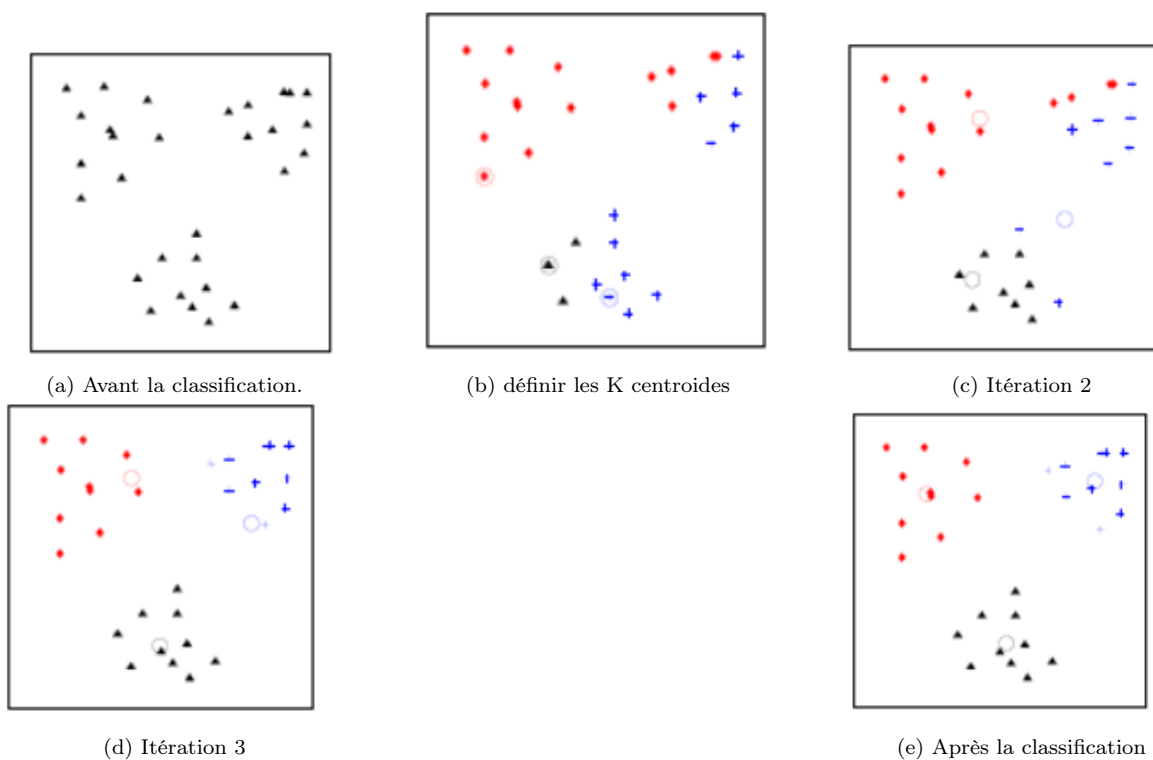 (a) Avant la classification.
(b) définir les K centroides
(c) Itération 2
(d) Itération 3
(e) Après la classification